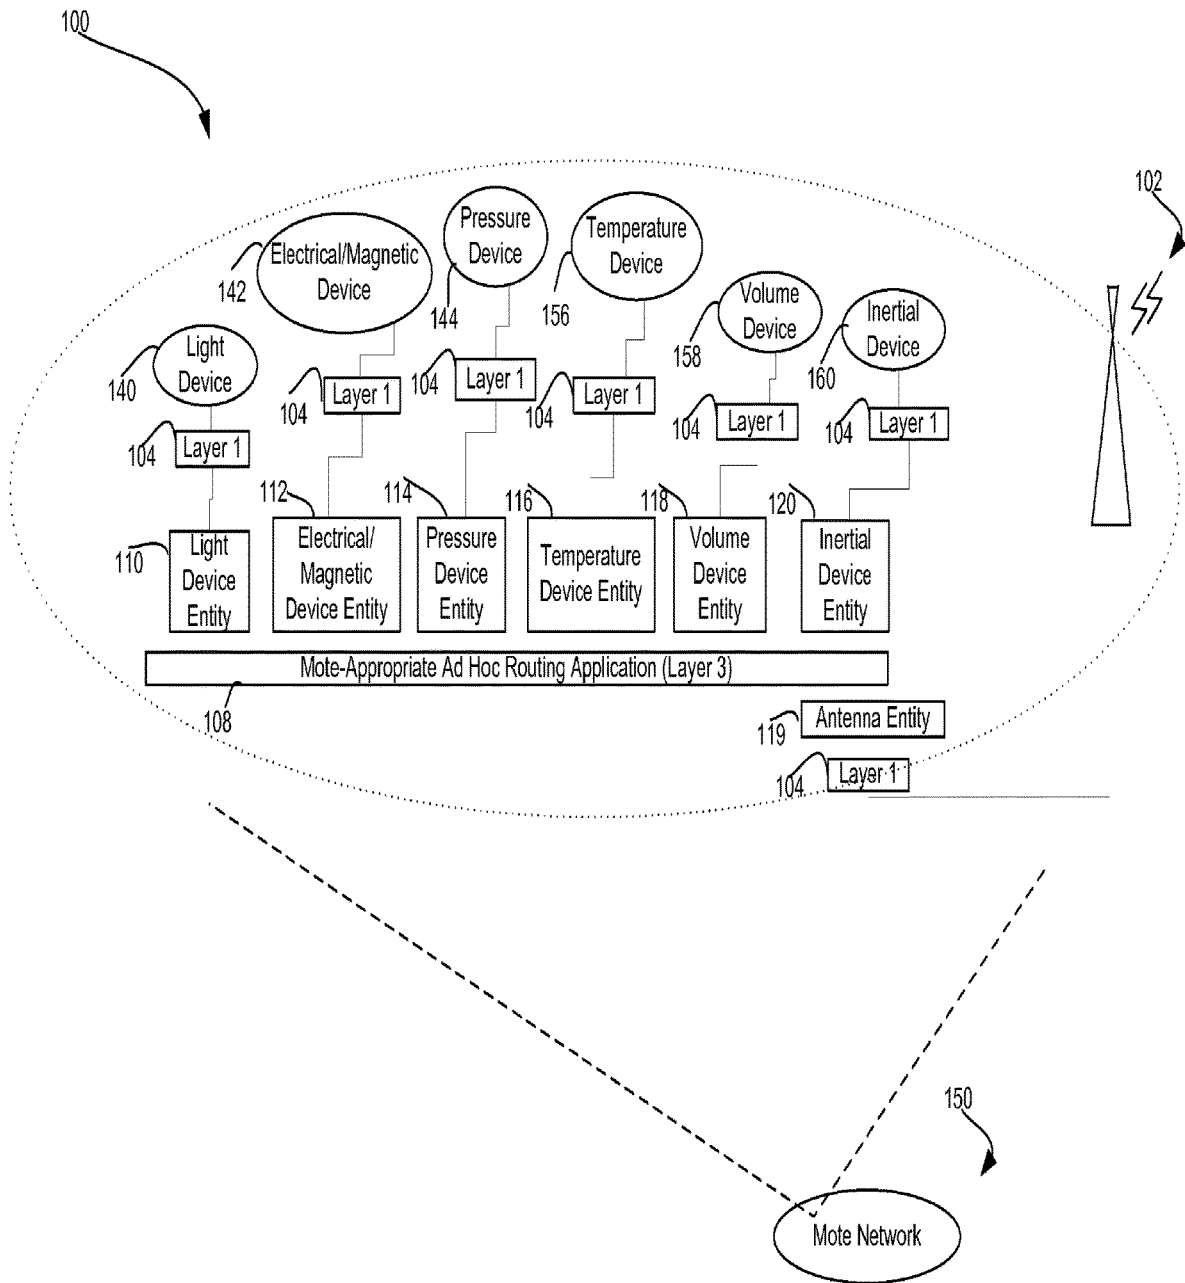 100
102
Pressure
Device
144
Temperature
Device
156
Electrical/Magnetic
Device
142
Volume
Device
158
Inertial
Device
160
Light
Device
140
Layer 1
104
Layer 1
104
Layer 1
104
Layer 1
104
Layer 1
104
Layer 1
104
112
114
116
118
120
110
Light
Device
Entity
Electrical/
Magnetic
Device Entity
Pressure
Device
Entity
Temperature
Device Entity
Volume
Device
Entity
Inertial
Device
Entity
Mote-Appropriate Ad Hoc Routing Application (Layer 3)
108
119
Antenna Entity
104
Layer 1
150
Mote Network